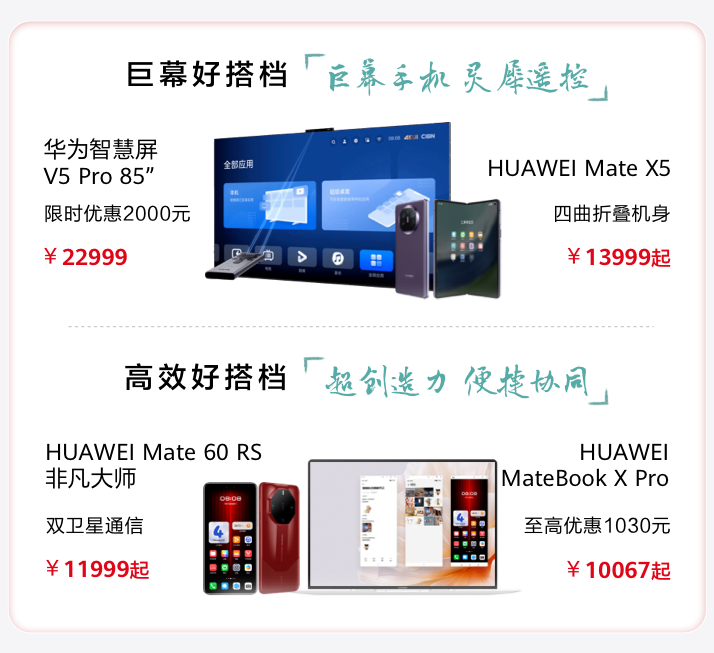 巨幕好搭档「巨幕手机 灵犀遥控」
华为智慧屏
V5 Pro 85”
限时优惠2000元
￥22999
全部应用
HUAWEI Mate X5
四曲折叠机身
￥13999起
高效好搭档「超创造力 便捷协同」
HUAWEI Mate 60 RS
非凡大师
双卫星通信
￥11999起
08:08
HUAWEI
MateBook X Pro
至高优惠1030元
￥10067起
08:08